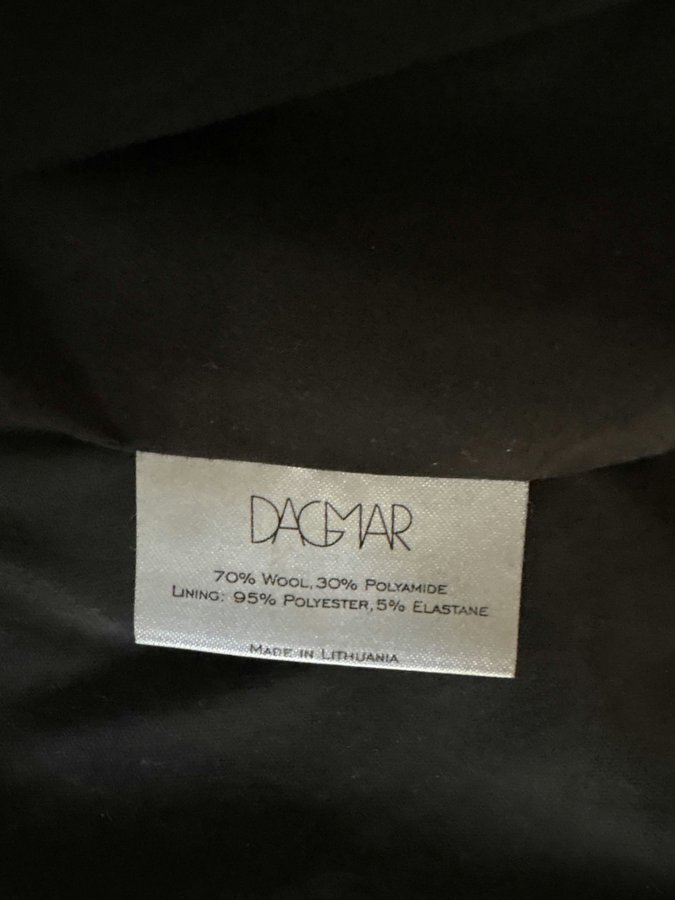 DAGMAR
70% WOOL, 30% POLYAMIDE
LINING: 95% POLYESTER, 5% ELASTANE
MADE IN LITHUANIA